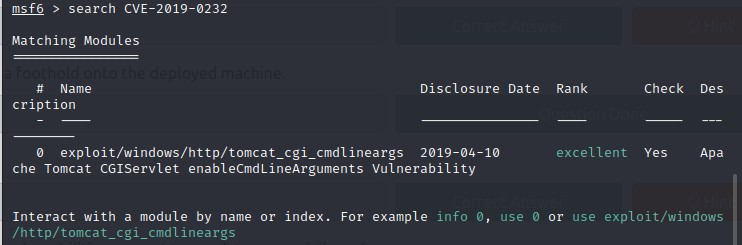 msf6 > search CVE-2019-0232
Matching Modules
================
a foothold onto the deployed machine.
#  Name                                         Disclosure Date  Rank       Check  Des
cription
-  ----                                         ---------------  ----       -----  ---
--------
0  exploit/windows/http/tomcat_cgi_cmdlineargs  2019-04-10       excellent  Yes    Apa
che Tomcat CGIServlet enableCmdLineArguments Vulnerability
Interact with a module by name or index. For example info 0, use 0 or use exploit/windows
/http/tomcat_cgi_cmdlineargs